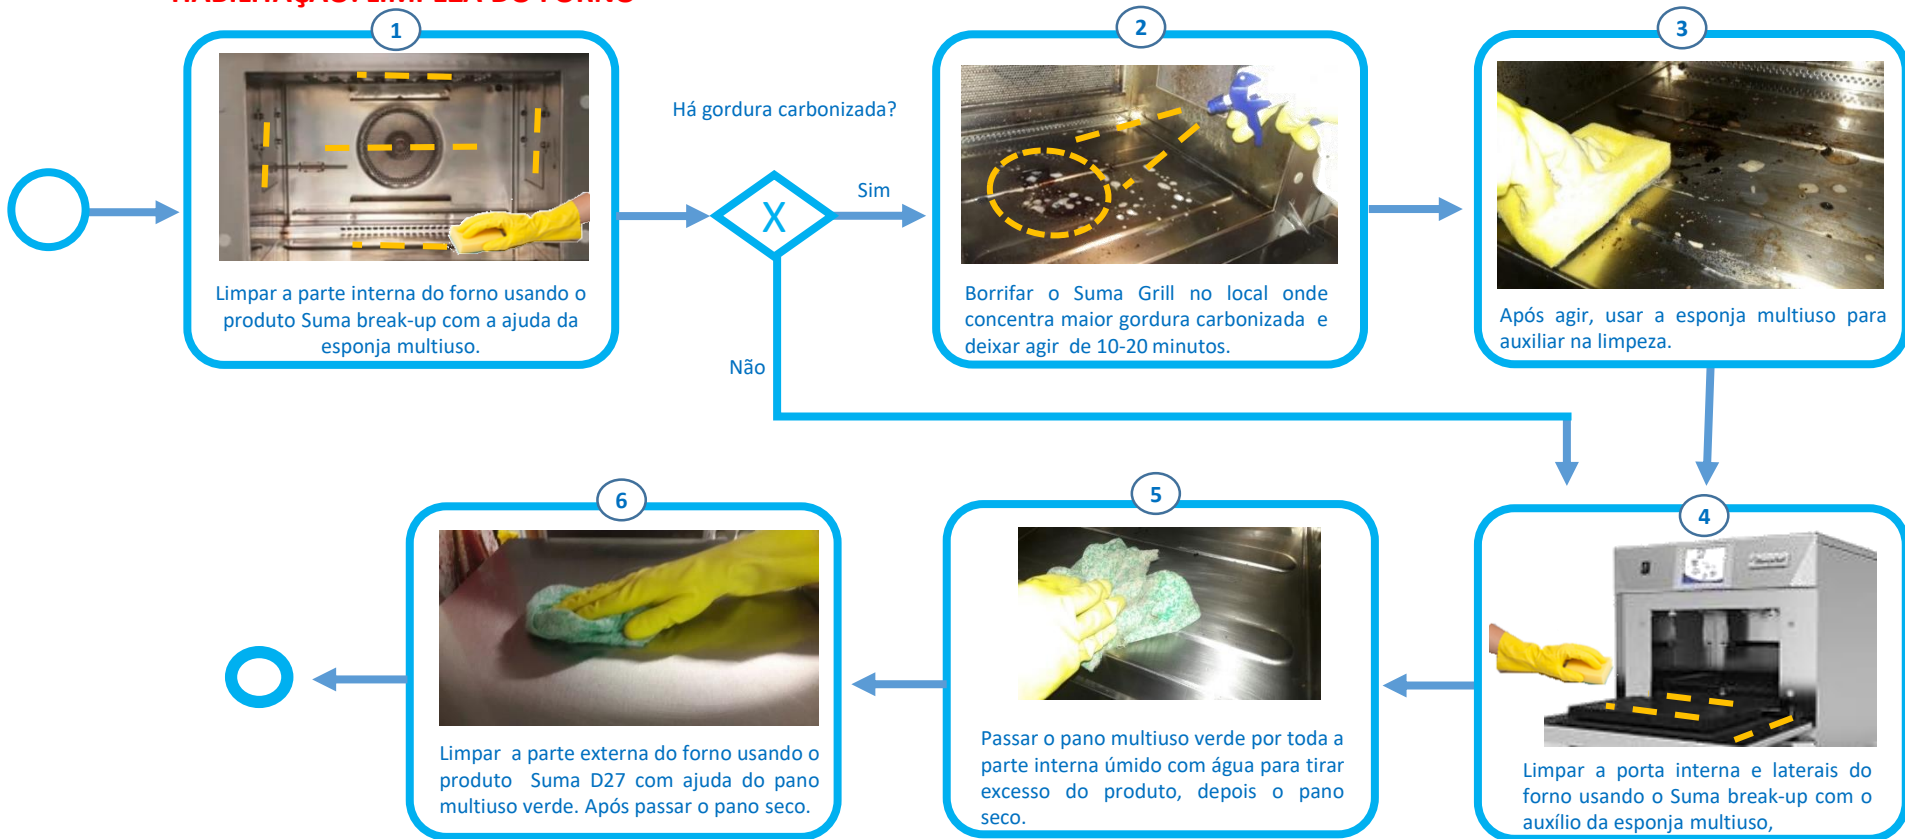 HABILITAÇÃO: LIMPEZA DO FORNO
1
Limpar a parte interna do forno usando o
produto Suma break-up com a ajuda da
esponja multiuso.
Há gordura carbonizada?
X
Sim
Não
2
Borrifar o Suma Grill no local onde
concentra maior gordura carbonizada e
deixar agir de 10-20 minutos.
3
Após agir, usar a esponja multiuso para
auxiliar na limpeza.
4
Limpar a porta interna e laterais do
forno usando o Suma break-up com o
auxílio da esponja multiuso,
5
Passar o pano multiuso verde por toda a
parte interna úmido com água para tirar
excesso do produto, depois o pano
seco.
6
Limpar a parte externa do forno usando o
produto Suma D27 com ajuda do pano
multiuso verde. Após passar o pano seco.